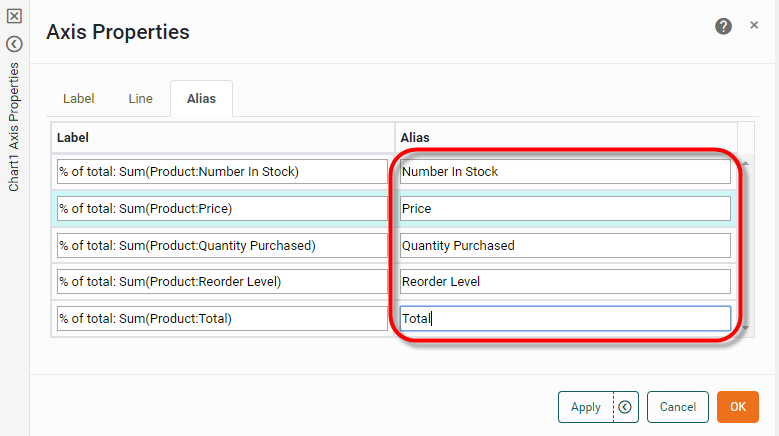 Axis Properties
Chart1 Axis Properties
Label Line Alias
Label Alias
% of total: Sum(Product:Number In Stock) Number In Stock
% of total: Sum(Product:Price) Price
% of total: Sum(Product:Quantity Purchased) Quantity Purchased
% of total: Sum(Product:Reorder Level) Reorder Level
% of total: Sum(Product:Total) Total
Apply Cancel OK